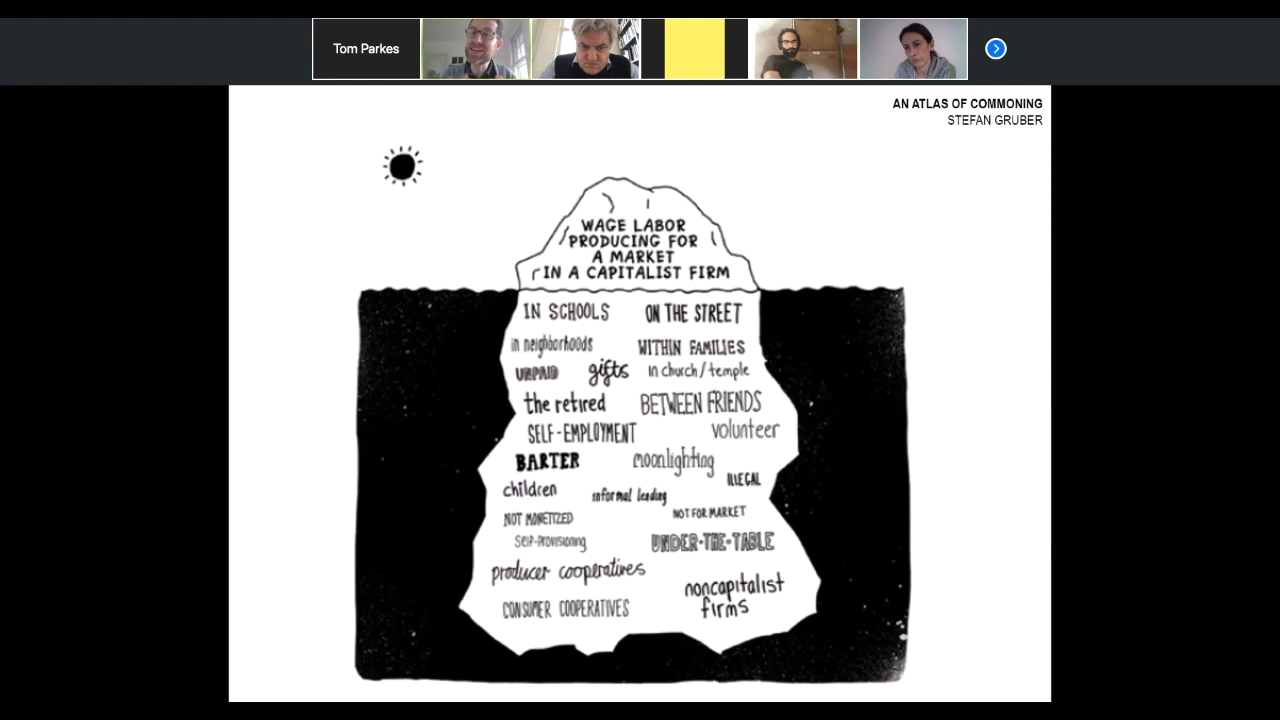 Tom Parkes
AN ATLAS OF COMMONING
STEFAN GRUBER
WAGE LABOR
PRODUCING FOR
A MARKET
IN A CAPITALIST FIRM
IN SCHOOLS ON THE STREET
in neighborhoods WITHIN FAMILIES
UNPAID gifts in church/temple
the retired BETWEEN FRIENDS
SELF-EMPLOYMENT volunteer
BARTER moonlighting
ILLEGAL
children informal lending
NOT MONETIZED NOT FOR MARKET
Self-Provisioning UNDER-THE-TABLE
producer cooperatives
noncapitalist
firms
CONSUMER COOPERATIVES